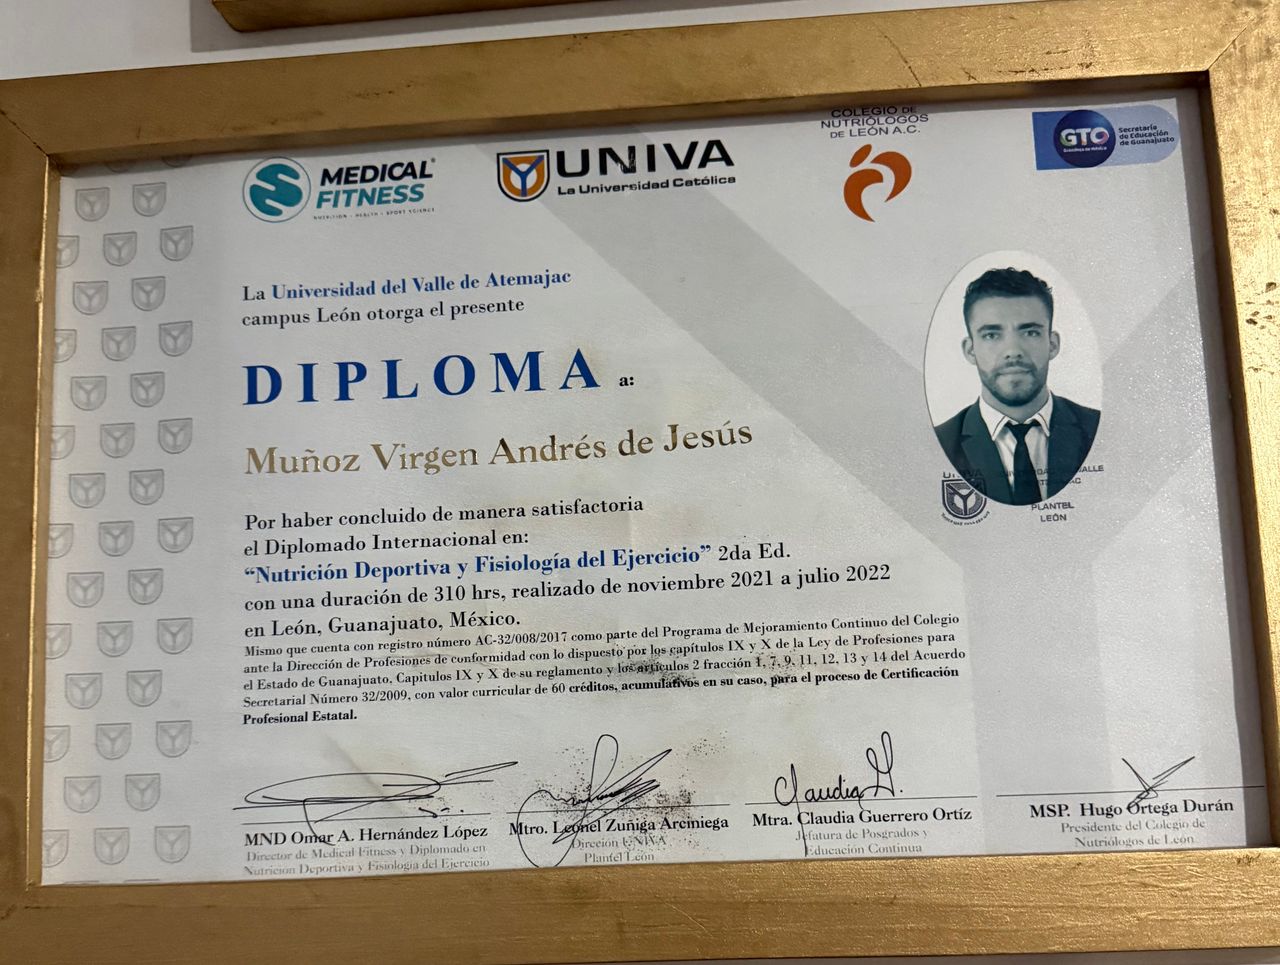 MEDICAL
FITNESS
NUTRITION - HEALTH - SPORT SCIENCE
UNIVA
La Universidad Católica
COLEGIO DE
NUTRIÓLOGOS
DE LEÓN A.C.
GTO
Grandeza de México
Secretaría
de Educación
de Guanajuato
La Universidad del Valle de Atemajac
campus León otorga el presente
DIPLOMA a:
Muñoz Virgen Andrés de Jesús
PLANTEL
LEÓN
Por haber concluido de manera satisfactoria
el Diplomado Internacional en:
“Nutrición Deportiva y Fisiología del Ejercicio” 2da Ed.
con una duración de 310 hrs, realizado de noviembre 2021 a julio 2022
en León, Guanajuato, México.
Mismo que cuenta con registro número AC-32/008/2017 como parte del Programa de Mejoramiento Continuo del Colegio
ante la Dirección de Profesiones de conformidad con lo dispuesto por los capítulos IX y X de la Ley de Profesiones para
el Estado de Guanajuato. Capitulos IX y X de su reglamento y los artículos 2 fracción 1, 7, 9, 11, 12, 13 y 14 del Acuerdo
Secretarial Número 32/2009, con valor curricular de 60 créditos, acumulativos en su caso, para el proceso de Certificación
Profesional Estatal.
Claudia G.
MND Omar A. Hernández López
Director de Medical Fitness y Diplomado en
Nutrición Deportiva y Fisiología del Ejercicio
Mtro. Leonel Zuñiga Arciniega
Direción UNIVA
Plantel León
Mtra. Claudia Guerrero Ortíz
Jefatura de Posgrados y
Educación Continua
MSP. Hugo Ortega Durán
Presidente del Colegio de
Nutriólogos de León